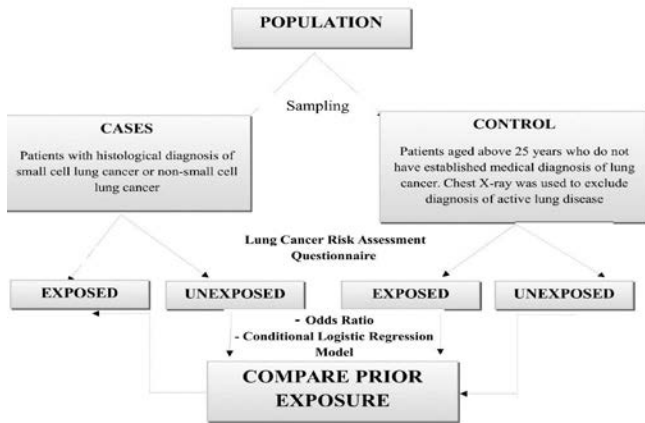 POPULATION
Sampling
CASES
Patients with histological diagnosis of
small cell lung cancer or non-small cell
lung cancer
CONTROL
Patients aged above 25 years who do not
have established medical diagnosis of lung
cancer. Chest X-ray was used to exclude
diagnosis of active lung disease
Lung Cancer Risk Assessment
Questionnaire
EXPOSED
UNEXPOSED
EXPOSED
UNEXPOSED
- Odds Ratio
- Conditional Logistic Regression
Model
COMPARE PRIOR
EXPOSURE